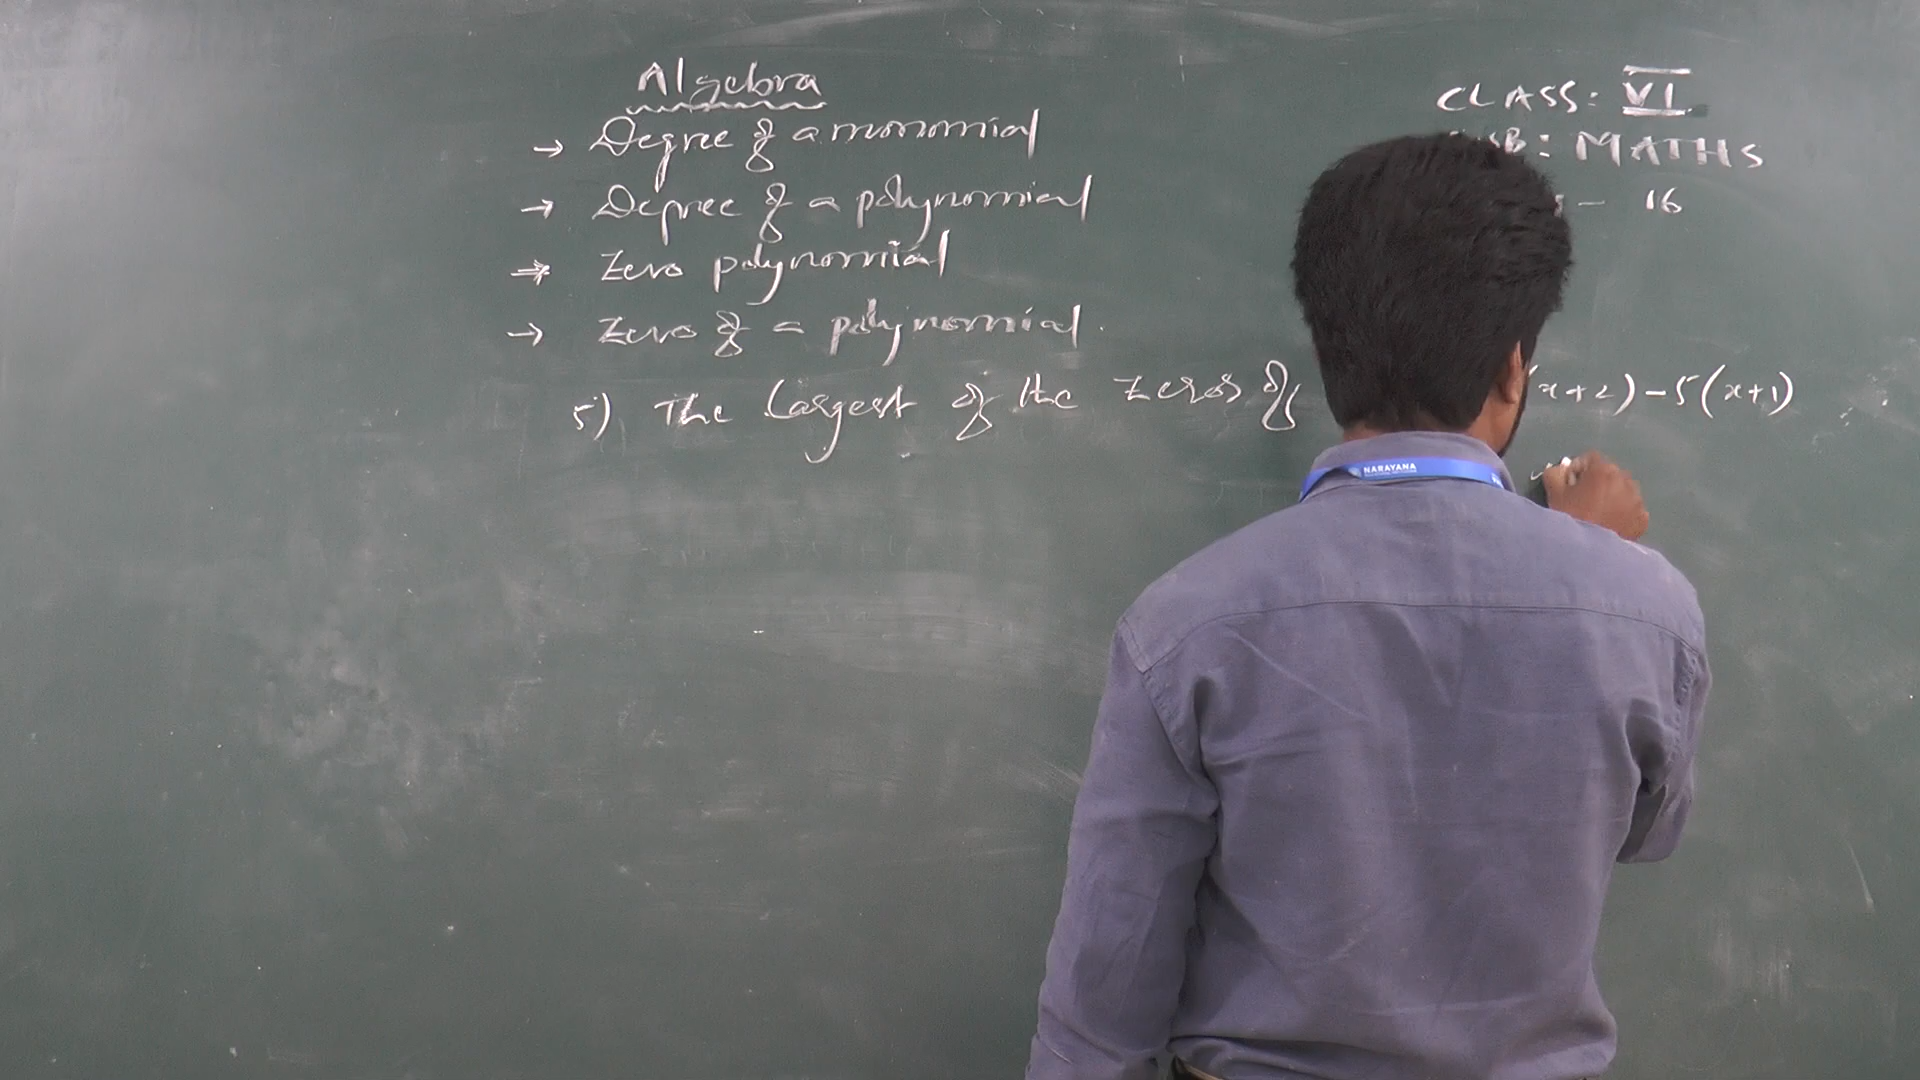 Algebra
→ Degree of a monomial
→ Degree of a polynomial
→ Zero polynomial
→ Zero of a polynomial.
5) The largest of the zeros of (x+2)-5(x+1)
CLASS: VI
B: MATHS
- 16
NARAYANA